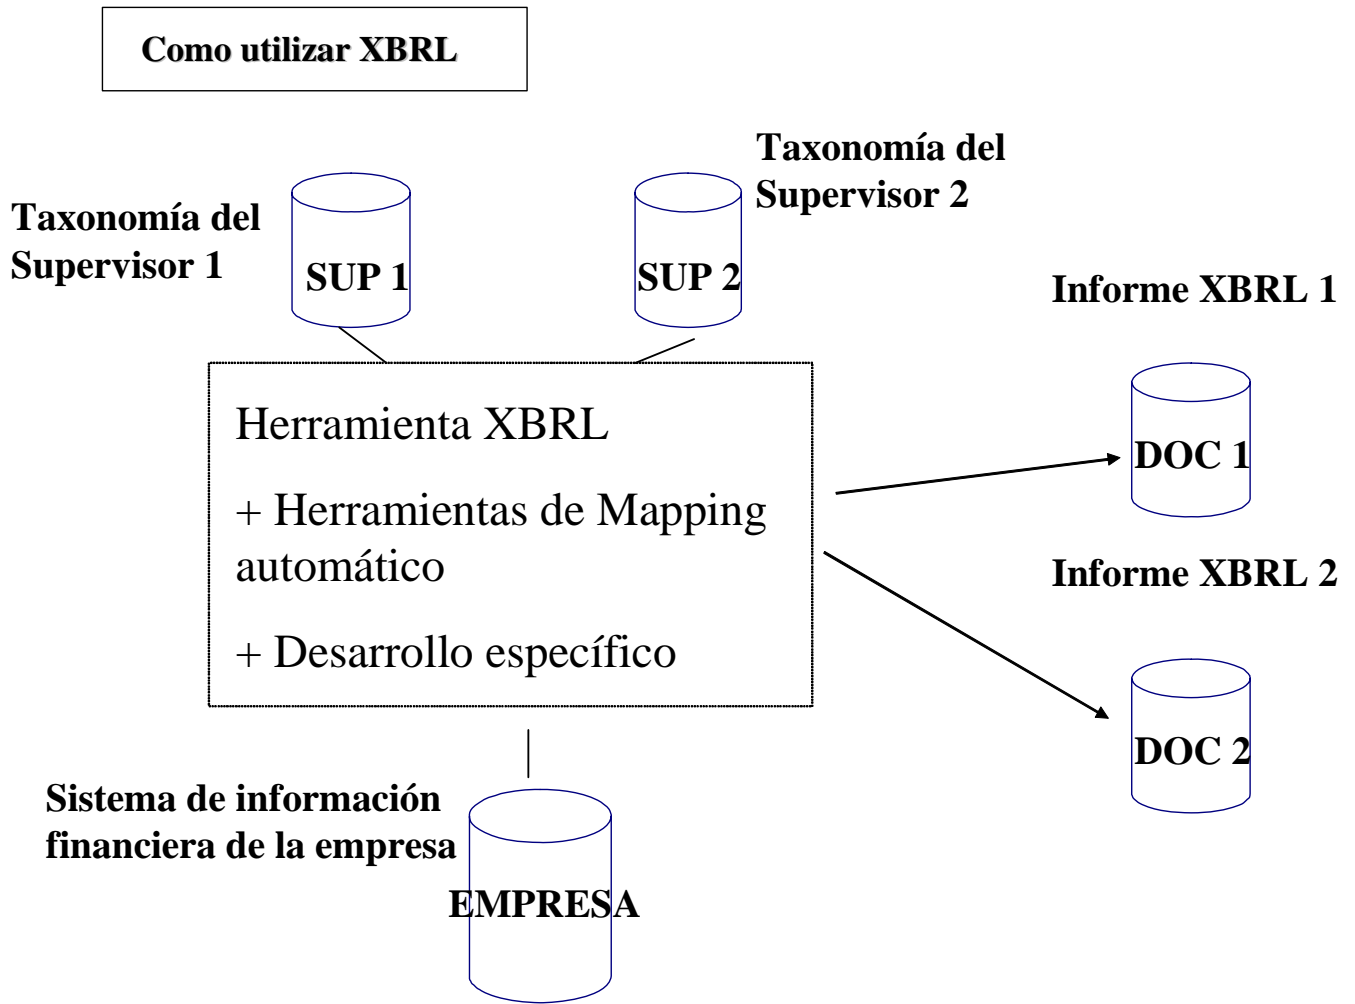 Como utilizar XBRL
Taxonomía del
Supervisor 2
Taxonomía del
Supervisor 1
SUP 1
SUP 2
Informe XBRL 1
Herramienta XBRL
+ Herramientas de Mapping
automático
+ Desarrollo específico
DOC 1
Informe XBRL 2
DOC 2
Sistema de información
financiera de la empresa
EMPRESA